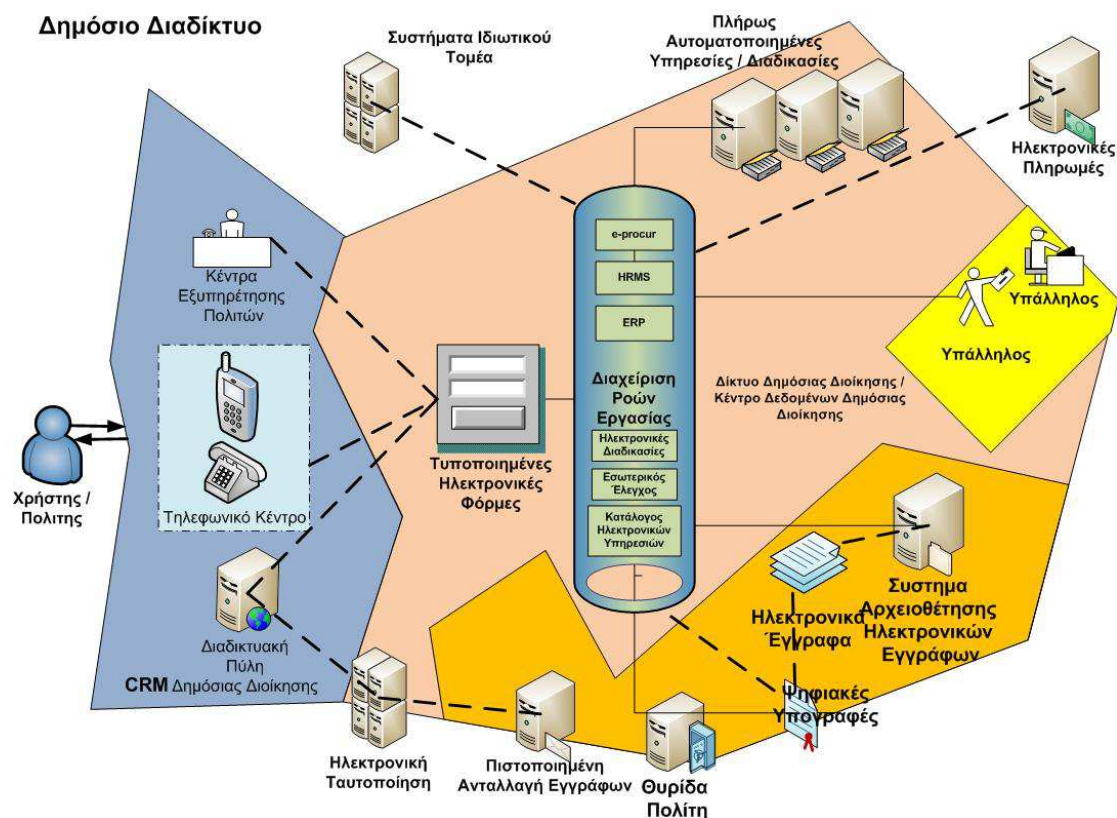 Δημόσιο Διαδίκτυο
Συστήματα Ιδιωτικού
Τομέα
Πλήρως
Αυτοματοποιημένες
Υπηρεσίες / Διαδικασίες
Ηλεκτρονικές
Πληρωμές
Κέντρα
Εξυπηρέτησης
Πολιτών
e-procur
HRMS
ERP
Διαχείριση
Ροών
Εργασίας
Ηλεκτρονικές
Διαδικασίες
Εσωτερικός
Έλεγχος
Κατάλογος
Ηλεκτρονικών
Υπηρεσιών
Υπάλληλος
Υπάλληλος
Δίκτυο Δημόσιας Διοίκησης /
Κέντρο Δεδομένων Δημόσιας
Διοίκησης
Χρήστης /
Πολιτης
Τηλεφωνικό Κέντρο
Τυποποιημένες
Ηλεκτρονικές
Φόρμες
Διαδικτυακή
Πύλη
CRM Δημόσιας Διοίκησης
Ηλεκτρονική
Ταυτοποίηση
Πιστοποιημένη
Ανταλλαγή Εγγράφων
Θυρίδα
Πολίτη
Ψηφιακές
Υπογραφές
Ηλεκτρονικά
Έγγραφα
Συστημα
Αρχειοθέτησης
Ηλεκτρονικών
Εγγράφων